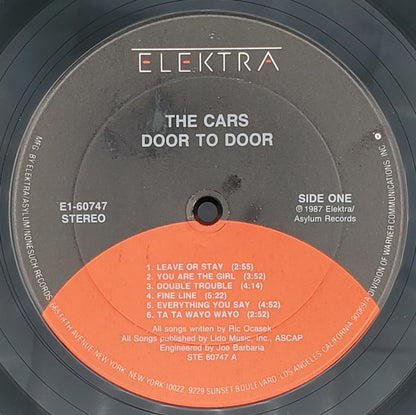 ELEKTRA
THE CARS
DOOR TO DOOR
E1-60747
STEREO
SIDE ONE
℗ 1987 Elektra/
Asylum Records
1. LEAVE OR STAY (2:55)
2. YOU ARE THE GIRL (3:52)
3. DOUBLE TROUBLE (4:14)
4. FINE LINE (5:22)
5. EVERYTHING YOU SAY (4:52)
6. TA TA WAYO WAYO (2:52)
All songs written by Ric Ocasek
All Songs published by Lido Music, Inc., ASCAP
Engineered by Joe Barbaria
STE 60747 A
MFG. BY ELEKTRA/ASYLUM/NONESUCH RECORDS, 665 FIFTH AVENUE, NEW YORK, NEW YORK 10022, 9229 SUNSET BOULEVARD, LOS ANGELES, CALIFORNIA 90069 A DIVISION OF WARNER COMMUNICATIONS INC.